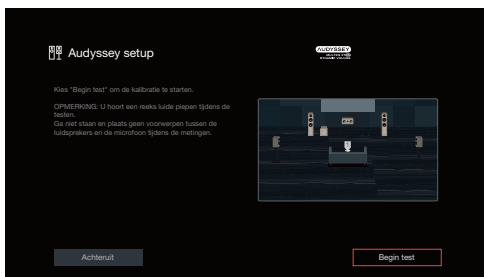 Audyssey setup
AUDYSSEY
Kies "Begin test" om de kalibratie te starten.
OPMERKING: U hoort een reeks luide piepen tijdens de
testen.
Ga niet staan en plaats geen voorwerpen tussen de
luidsprekers en de microfoon tijdens de metingen.
Achteruit
Begin test